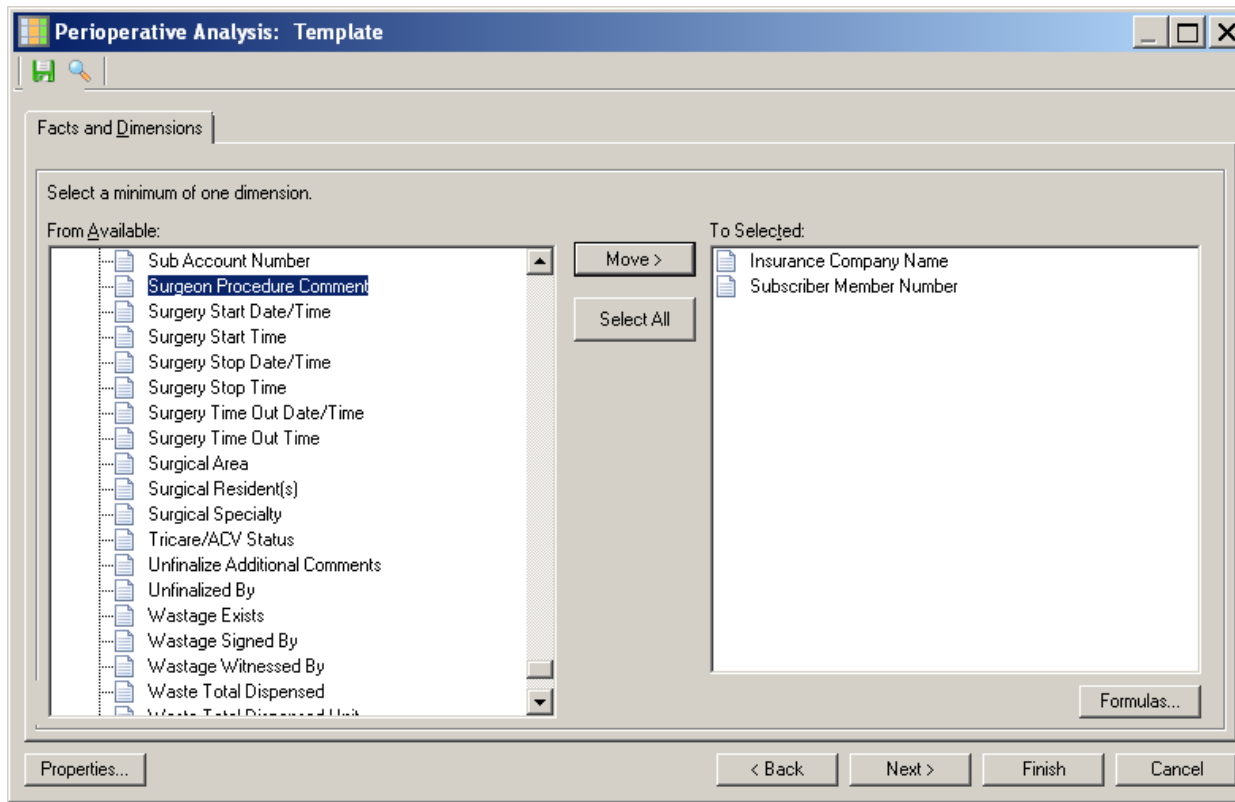 Perioperative Analysis: Template
Facts and Dimensions
Select a minimum of one dimension.
From Available:
Sub Account Number
Surgeon Procedure Comment
Surgery Start Date/Time
Surgery Start Time
Surgery Stop Date/Time
Surgery Stop Time
Surgery Time Out Date/Time
Surgery Time Out Time
Surgical Area
Surgical Resident(s)
Surgical Specialty
Tricare/ACV Status
Unfinalize Additional Comments
Unfinalized By
Wastage Exists
Wastage Signed By
Wastage Witnessed By
Waste Total Dispensed
Waste Total Dispensed Unit
Move >
Select All
To Selected:
Insurance Company Name
Subscriber Member Number
Formulas...
Properties...
< Back
Next >
Finish
Cancel